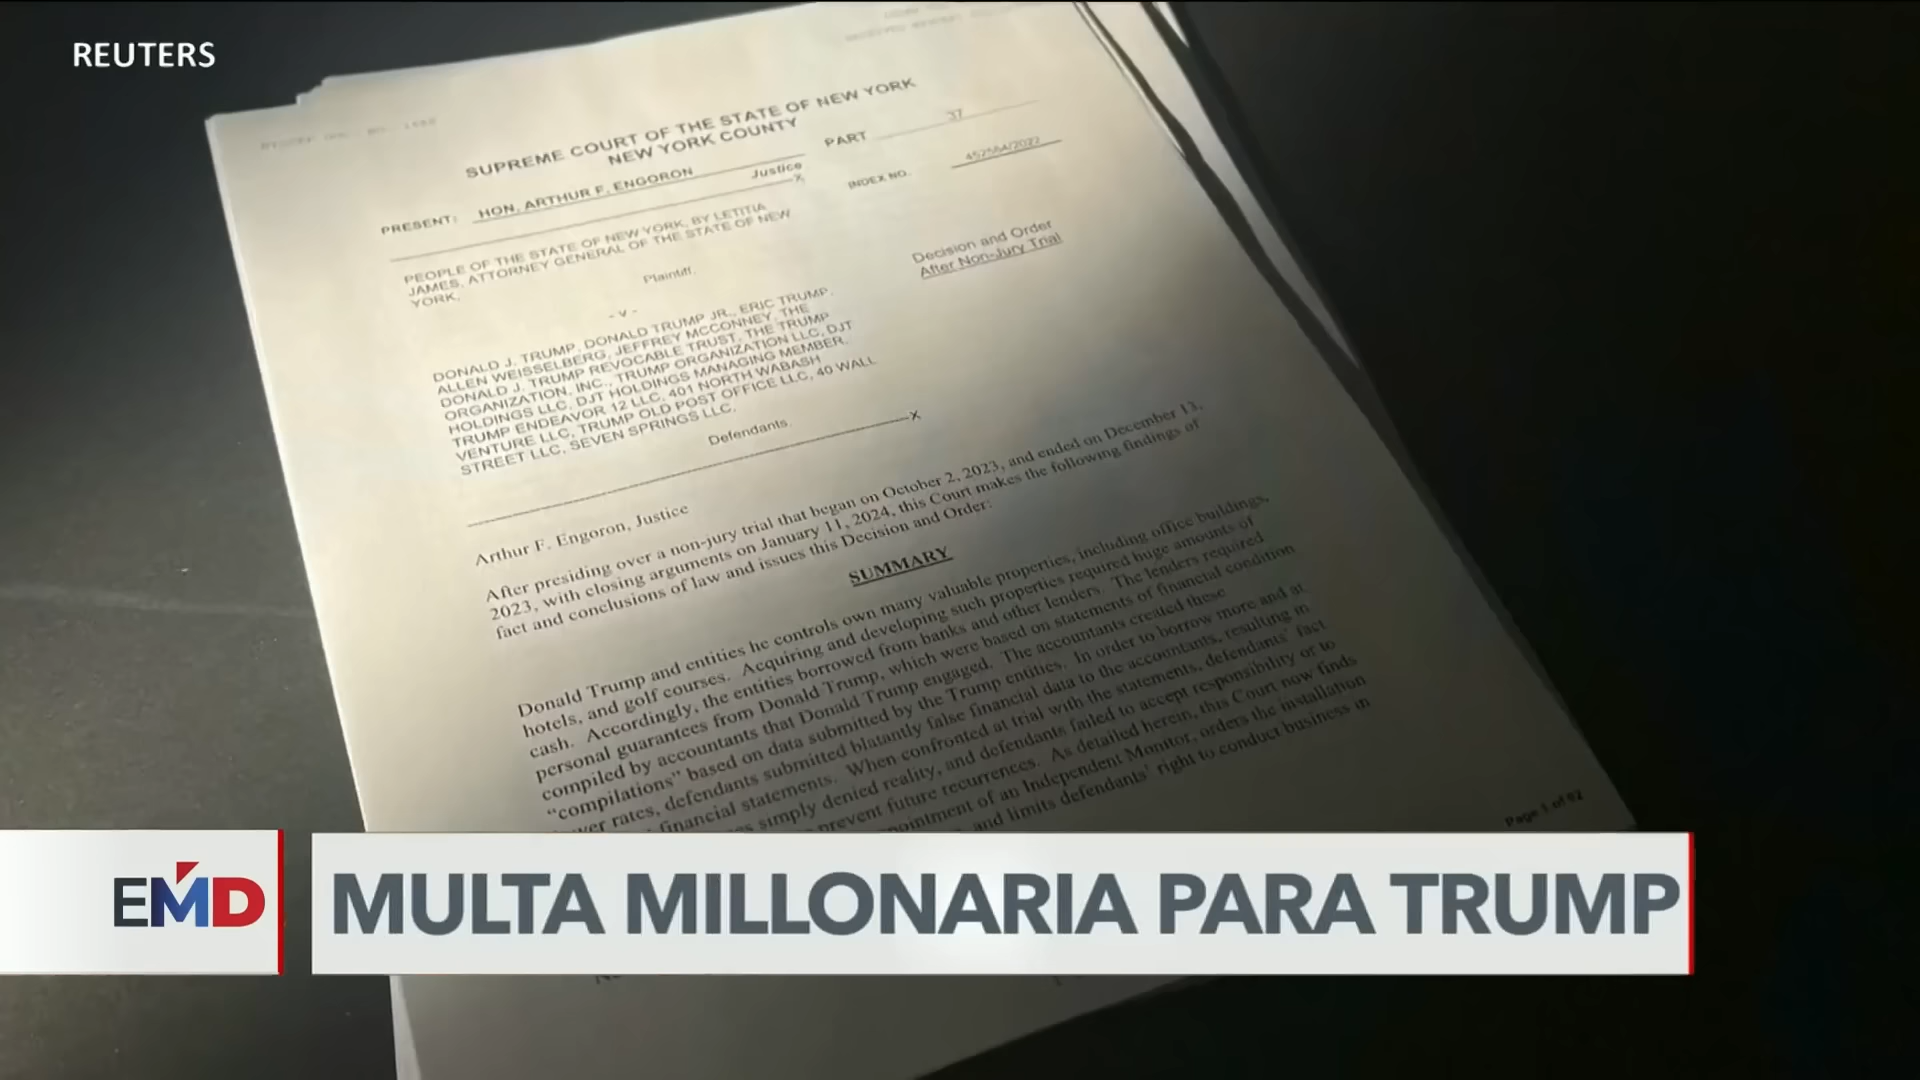 REUTERS
SUPREME COURT OF THE STATE OF NEW YORK
NEW YORK COUNTY
PRESENT: HON. ARTHUR F. ENGORON Justice
PART 37
INDEX NO. 452564/2022
PEOPLE OF THE STATE OF NEW YORK, BY LETITIA
JAMES, ATTORNEY GENERAL OF THE STATE OF NEW
YORK,
Plaintiff,
Decision and Order
After Non-Jury Trial
- v -
DONALD J. TRUMP, DONALD TRUMP JR., ERIC TRUMP,
ALLEN WEISSELBERG, JEFFREY MCCONNEY, THE
DONALD J. TRUMP REVOCABLE TRUST, THE TRUMP
ORGANIZATION, INC., TRUMP ORGANIZATION LLC, DJT
HOLDINGS LLC, DJT HOLDINGS MANAGING MEMBER,
TRUMP ENDEAVOR 12 LLC, 401 NORTH WABASH
VENTURE LLC, TRUMP OLD POST OFFICE LLC, 40 WALL
STREET LLC, SEVEN SPRINGS LLC,
Defendants.
X
Arthur F. Engoron, Justice
After presiding over a non-jury trial that began on October 2, 2023, and ended on December 13,
2023, with closing arguments on January 11, 2024, this Court makes the following findings of
fact and conclusions of law and issues this Decision and Order:
SUMMARY
Donald Trump and entities he controls own many valuable properties, including office buildings,
hotels, and golf courses. Acquiring and developing such properties required huge amounts of
cash. Accordingly, the entities borrowed from banks and other lenders. The lenders required
personal guarantees from Donald Trump, which were based on statements of financial condition
compiled by accountants that Donald Trump engaged. The accountants created these
“compilations” based on data submitted by the Trump entities. In order to borrow more and at
rates, defendants submitted blatantly false financial data to the accountants, resulting in
financial statements. When confronted at trial with the statements, defendants’ fact
simply denied reality, and defendants failed to accept responsibility or to
prevent future recurrences. As detailed herein, this Court now finds
of an Independent Monitor, orders the installation
and limits defendants’ right to conduct business in
Page 1 of 92
EMD
MULTA MILLONARIA PARA TRUMP